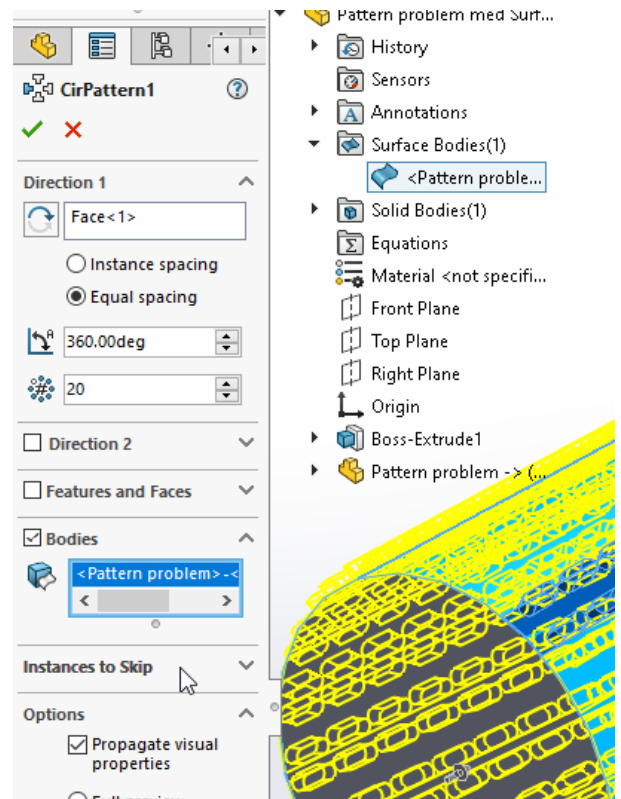 Pattern problem med Surf...
History
CirPattern1
Sensors
Annotations
Surface Bodies(1)
Direction 1
<Pattern proble...
Face<1>
Solid Bodies(1)
Instance spacing
Equations
Equal spacing
Material <not specifi...
Front Plane
360.00deg
Top Plane
Right Plane
20
Origin
Direction 2
Boss-Extrude1
Pattern problem -> (...
Features and Faces
Bodies
<Pattern problem>-<
Instances to Skip
Options
Propagate visual
properties